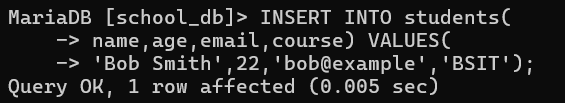 MariaDB [school_db]> INSERT INTO students(
    -> name,age,email,course) VALUES(
    -> 'Bob Smith',22,'bob@example','BSIT');
Query OK, 1 row affected (0.005 sec)